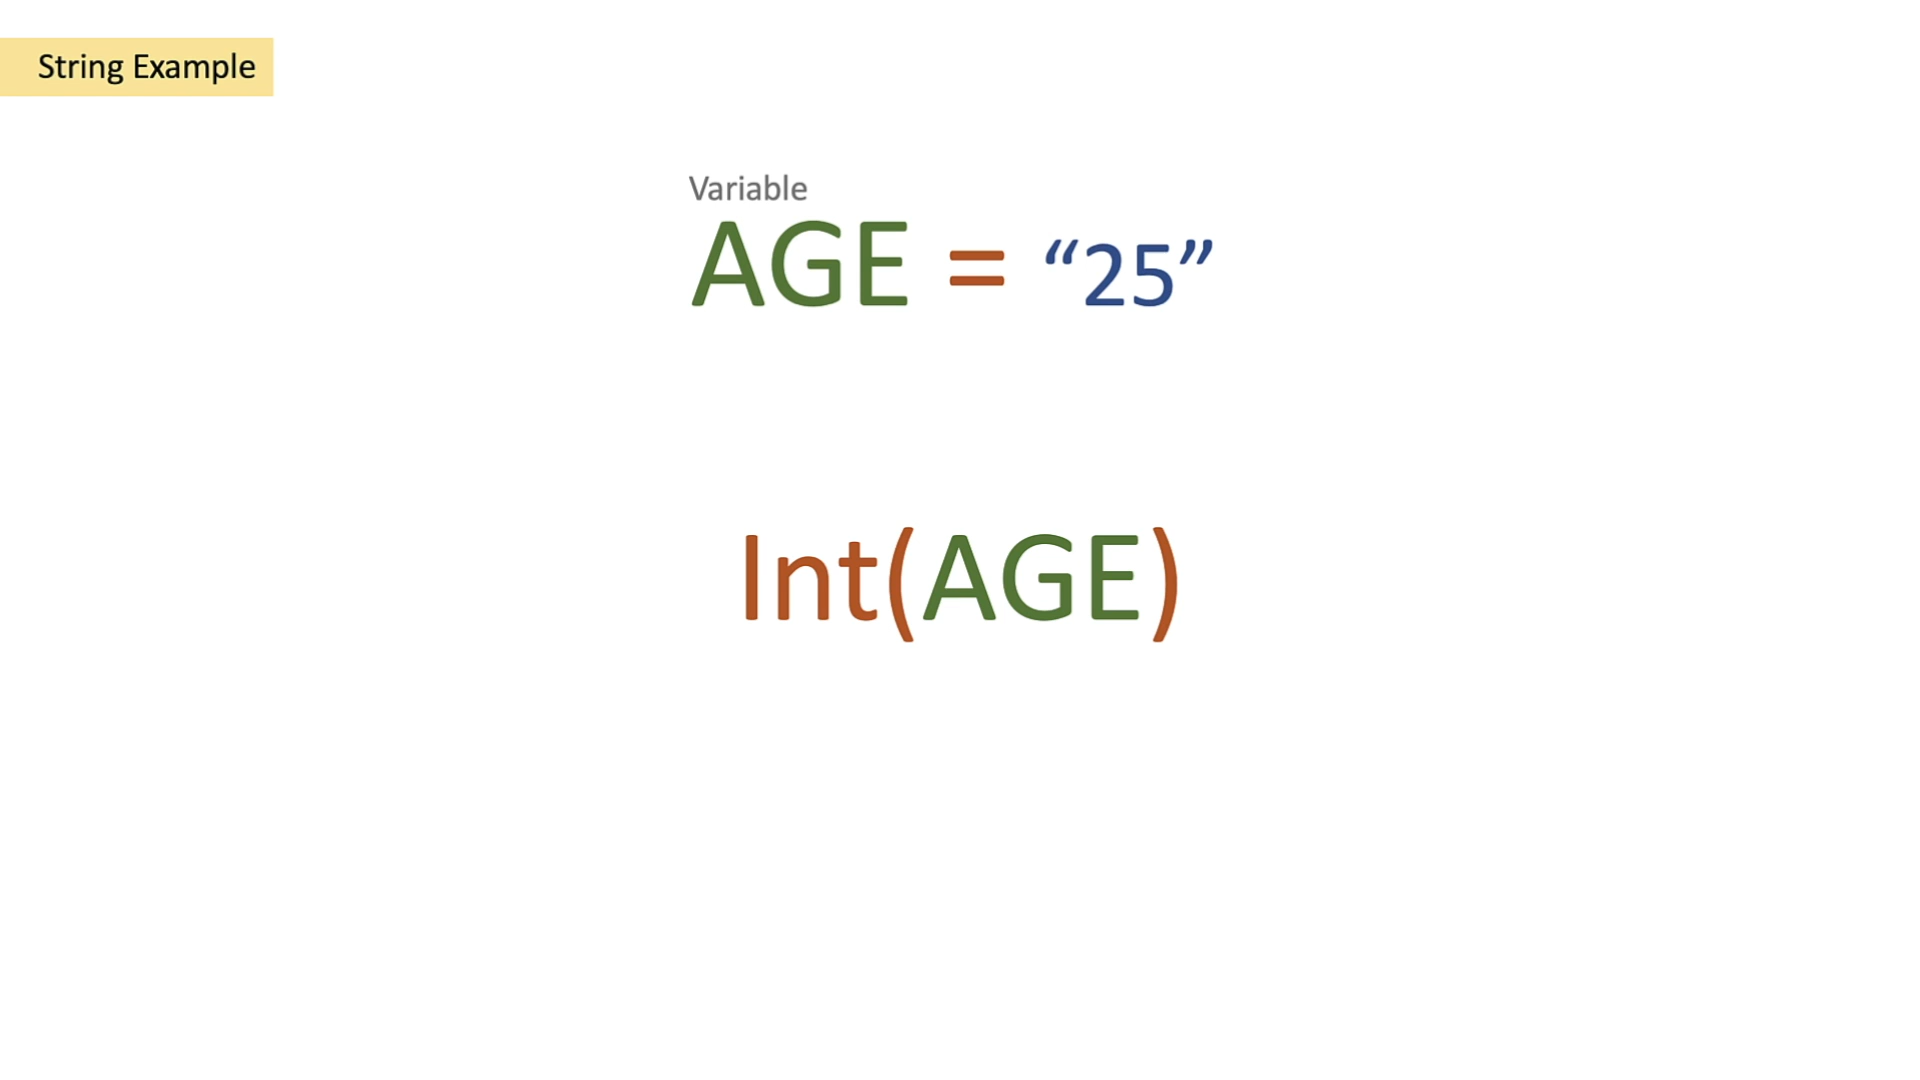 String Example
Variable
AGE = “25”
Int(AGE)